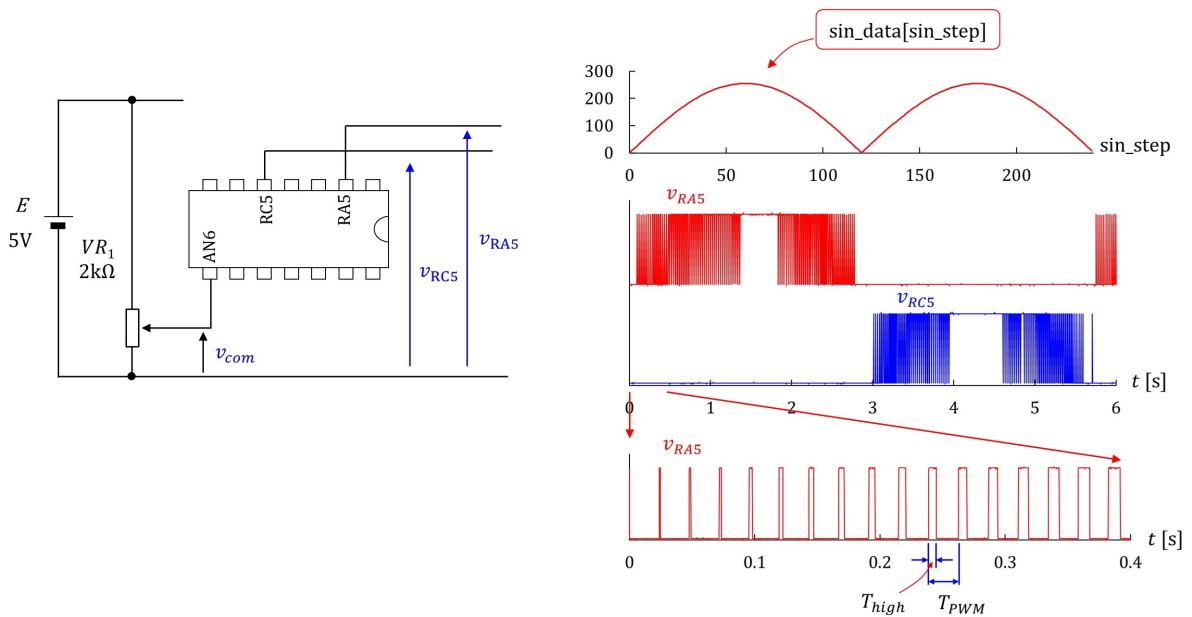 E
5V
VR1
2kΩ
AN6
RC5
RA5
vcom
vRC5
vRA5
sin_data[sin_step]
300
200
100
0
sin_step
0
50
100
150
200
vRA5
vRC5
t [s]
0
1
2
3
4
5
6
vRA5
t [s]
0
0.1
0.2
0.3
0.4
Thigh
TPWM